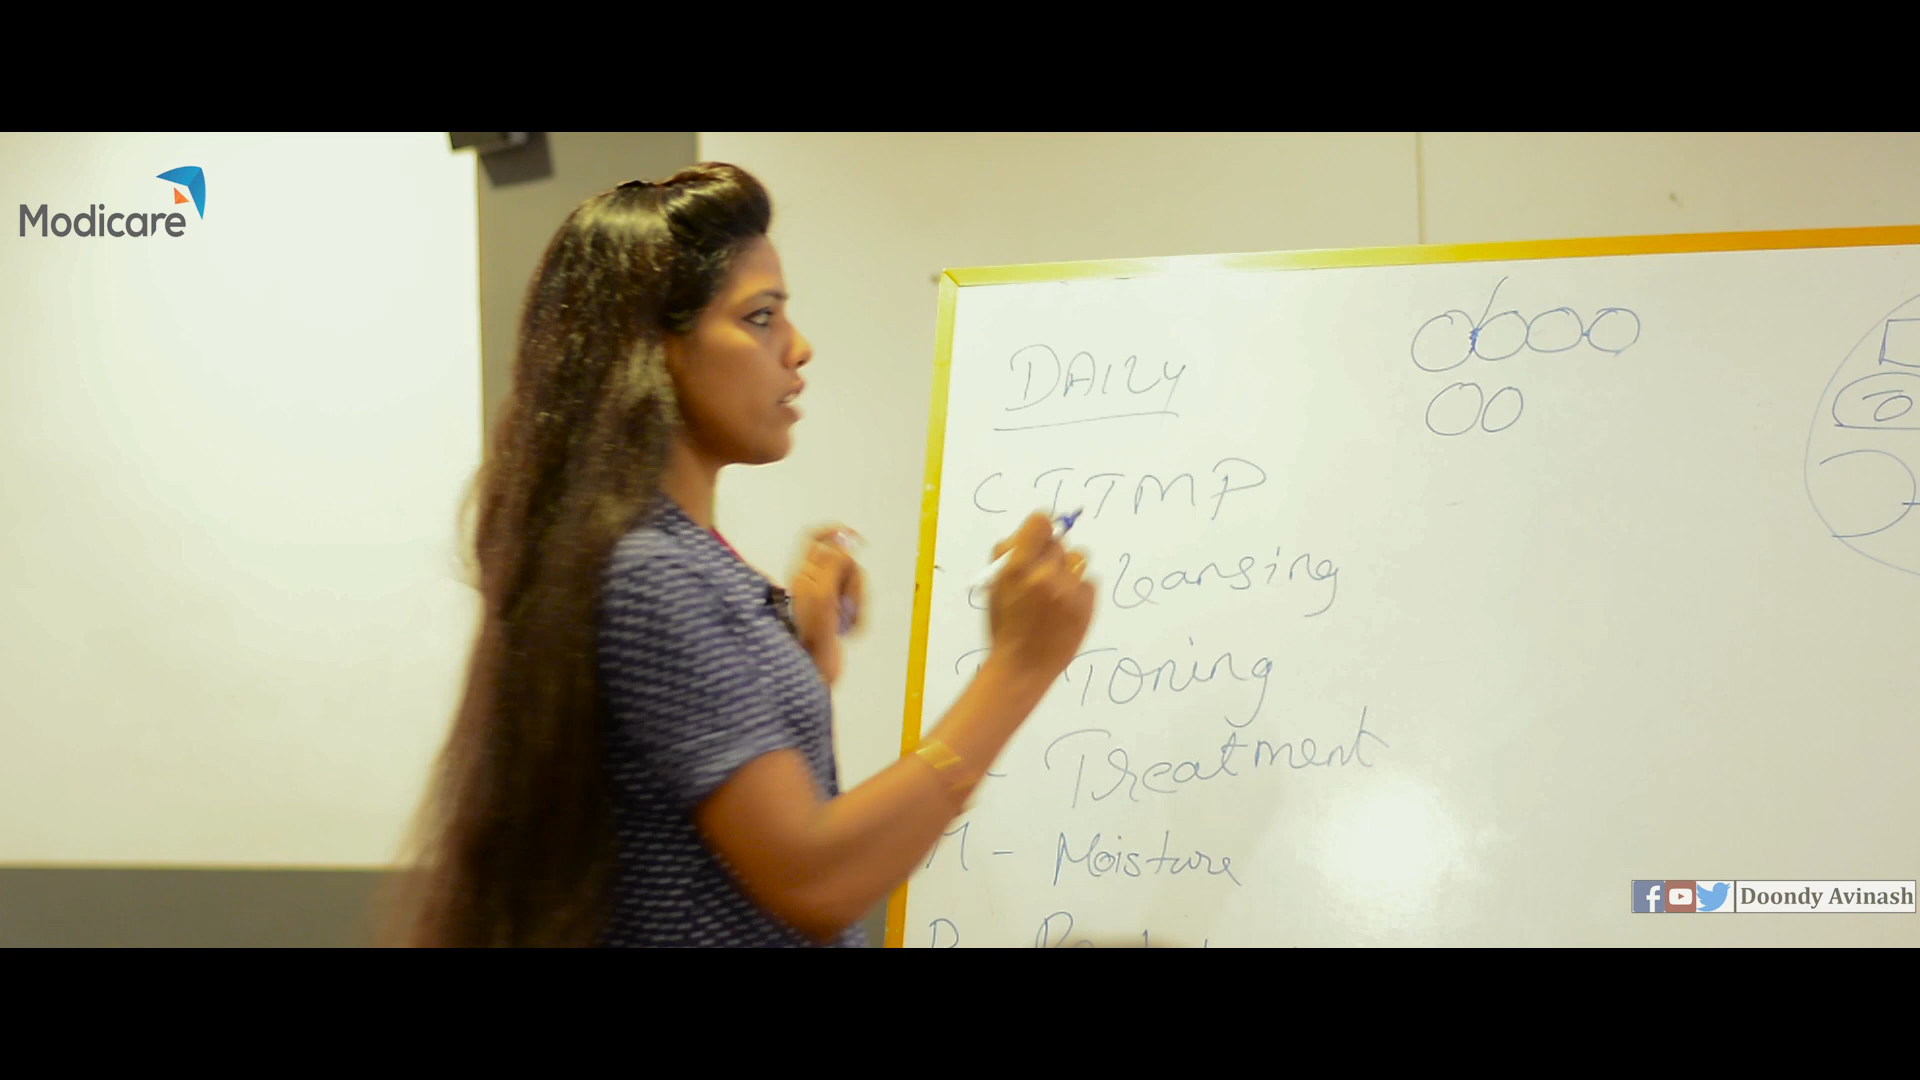 Modicare
DAILY
CTTMP
Cleansing
Toning
Treatment
M - Moisture
Doondy Avinash